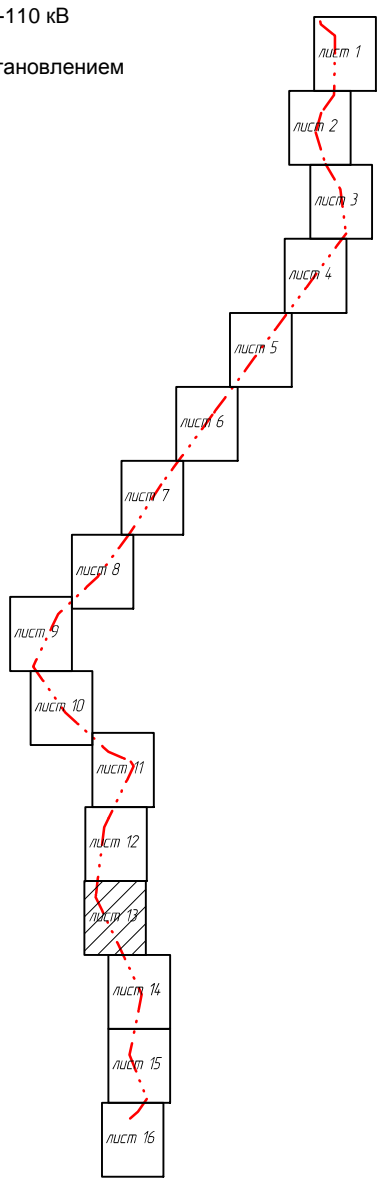 -110 кВ
тановлением
лист 1
лист 2
лист 3
лист 4
лист 5
лист 6
лист 7
лист 8
лист 9
лист 10
лист 11
лист 12
лист 13
лист 14
лист 15
лист 16